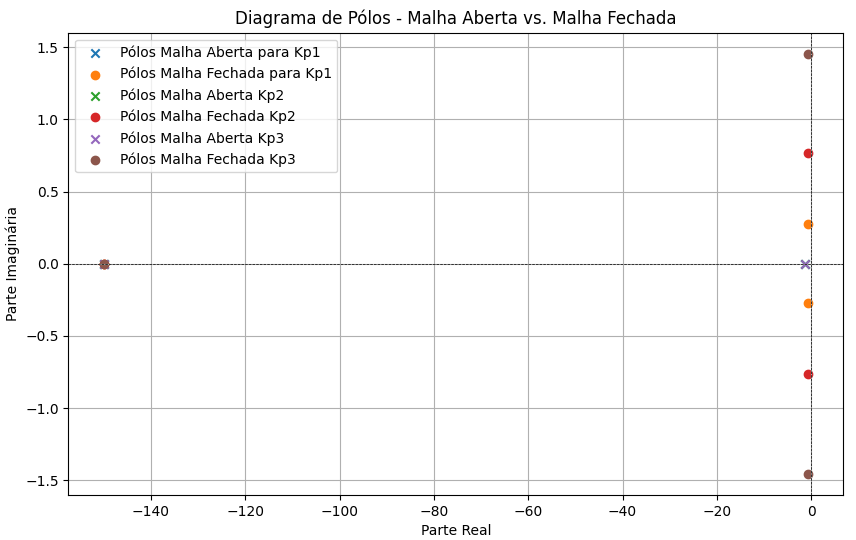 Diagrama de Pólos - Malha Aberta vs. Malha Fechada
Pólos Malha Aberta para Kp1
Pólos Malha Fechada para Kp1
Pólos Malha Aberta Kp2
Pólos Malha Fechada Kp2
Pólos Malha Aberta Kp3
Pólos Malha Fechada Kp3
Parte Imaginária
1.5
1.0
0.5
0.0
−0.5
−1.0
−1.5
−140 −120 −100 −80 −60 −40 −20 0
Parte Real